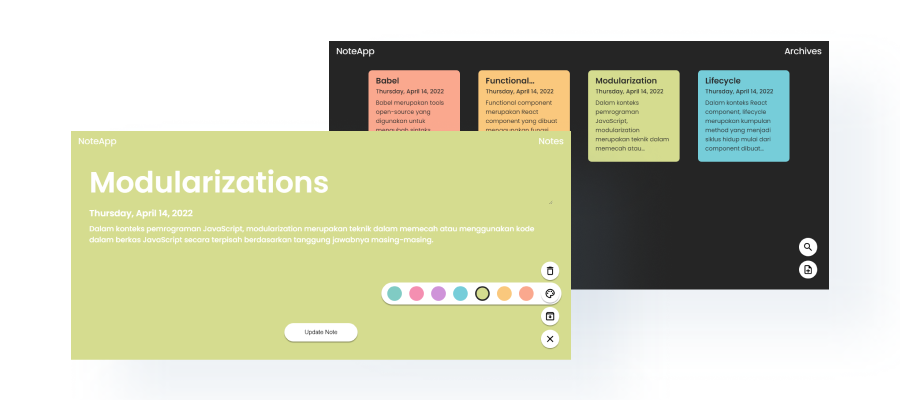 NoteApp
Archives
Babel
Thursday, April 14, 2022
Babel merupakan tools
open-source yang
digunakan untuk
mengubah sintaks
Functional...
Thursday, April 14, 2022
Functional component
merupakan React
component yang dibuat
menggunakan fungsi
Modularization
Thursday, April 14, 2022
Dalam konteks
pemrograman
JavaScript,
modularization
merupakan teknik dalam
memecah atau...
Lifecycle
Thursday, April 14, 2022
Dalam konteks React
component, lifecycle
merupakan kumpulan
method yang menjadi
siklus hidup mulai dari
component dibuat...
NoteApp
Notes
Modularizations
Thursday, April 14, 2022
Dalam konteks pemrograman JavaScript, modularization merupakan teknik dalam memecah atau menggunakan kode
dalam berkas JavaScript secara terpisah berdasarkan tanggung jawabnya masing-masing.
Update Note